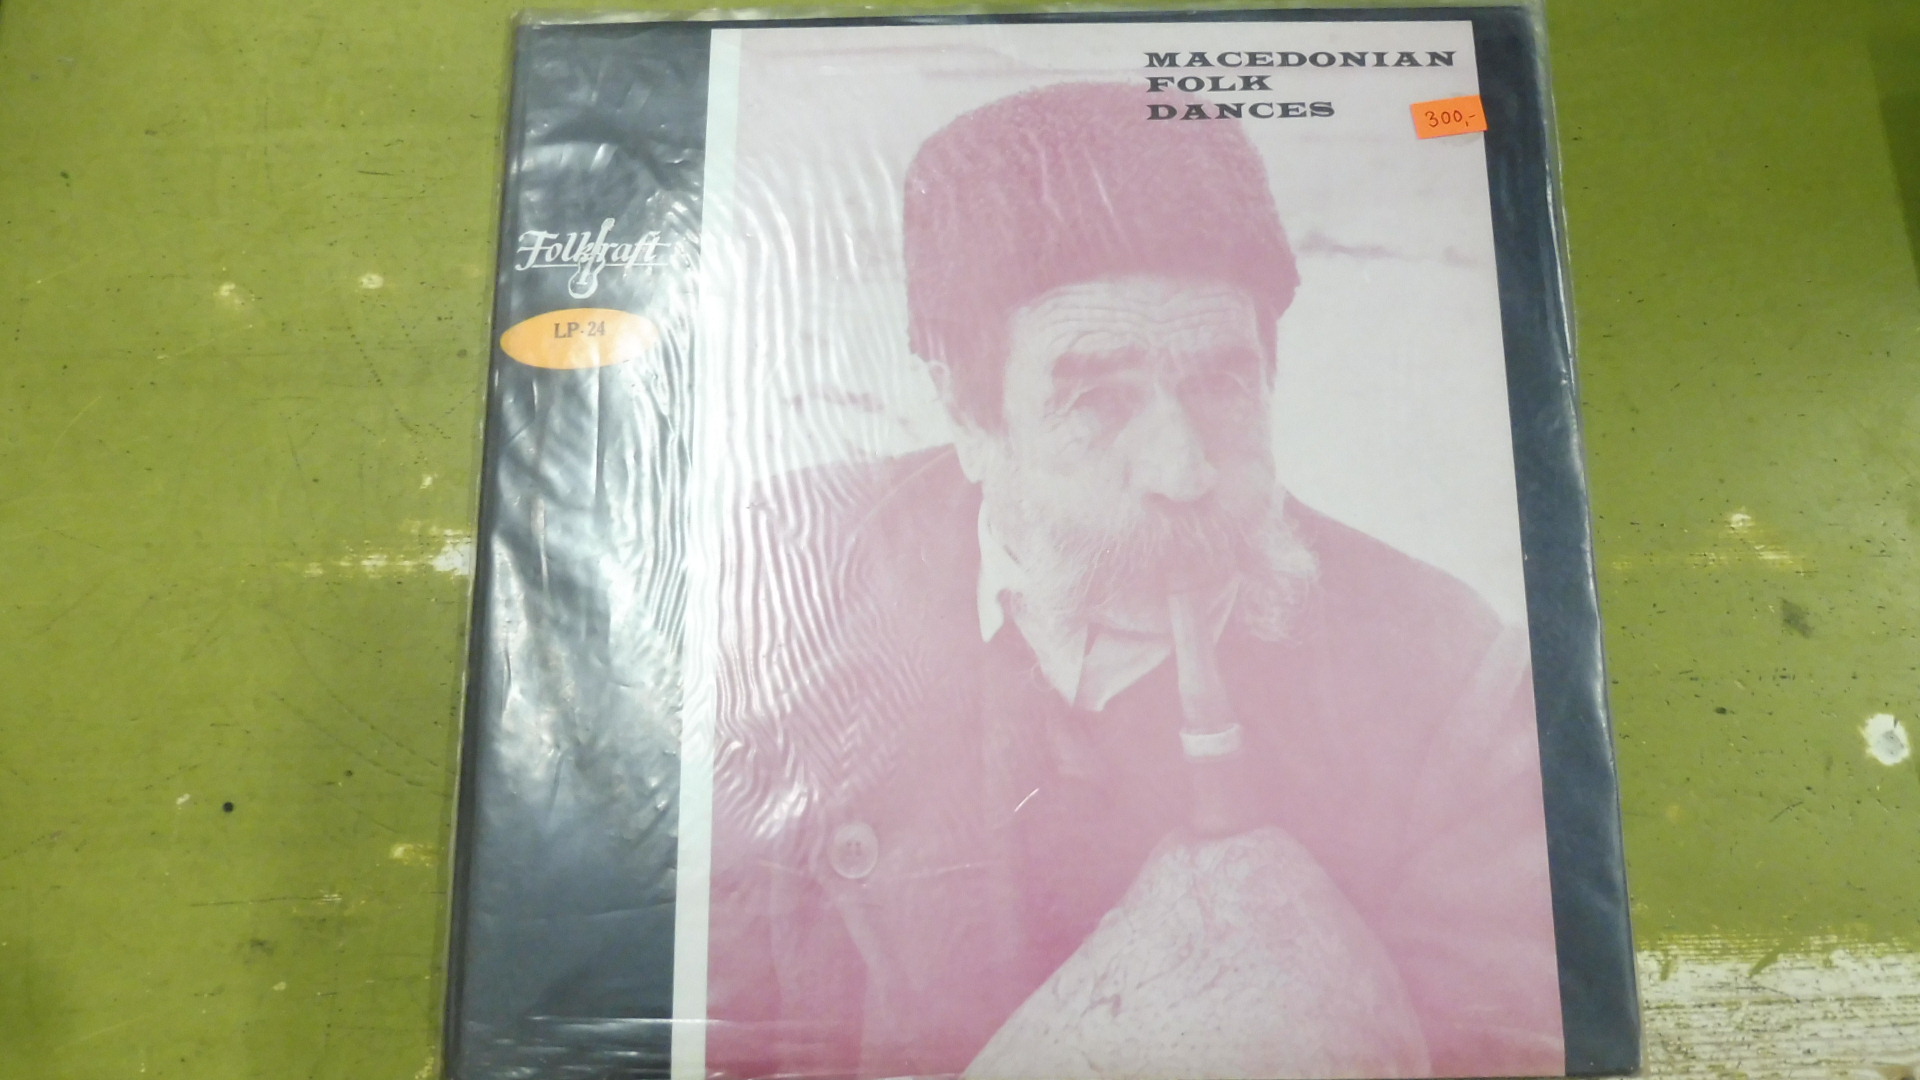 MACEDONIAN
FOLK
DANCES
300,-
Folkraft
LP-24